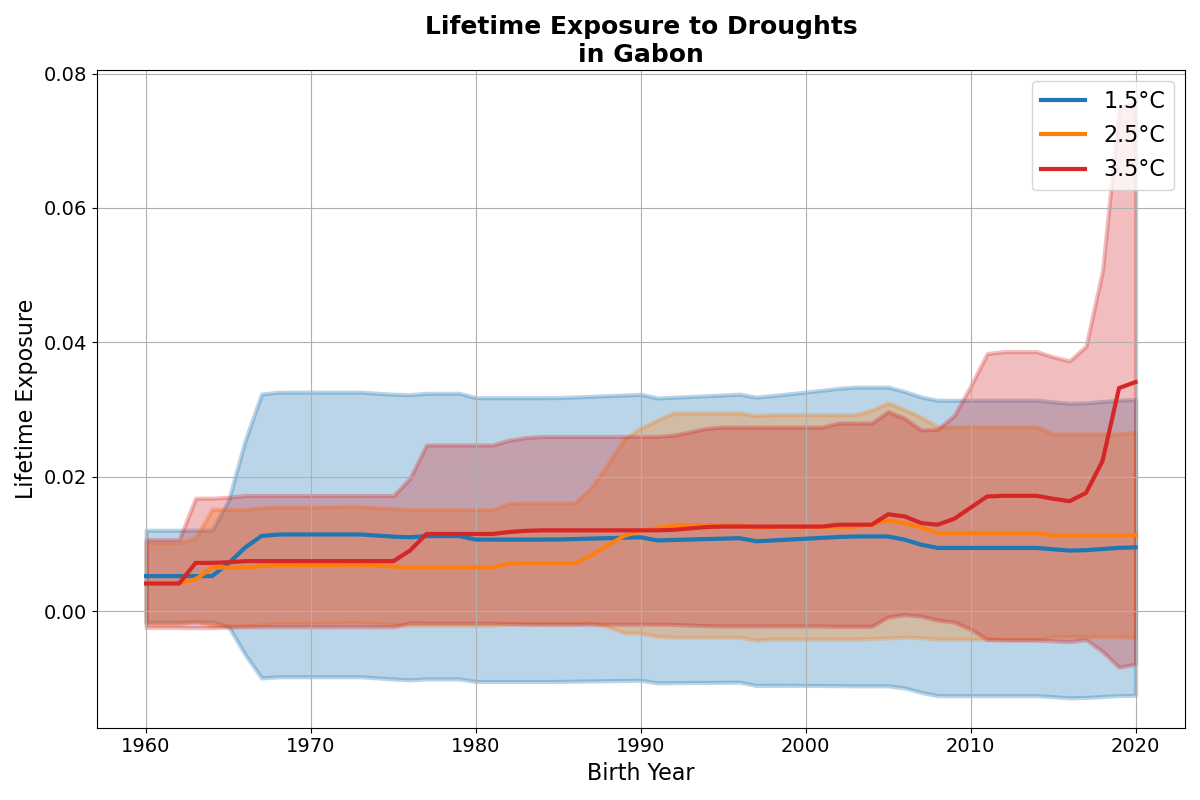 Lifetime Exposure to Droughts
in Gabon
0.08
0.06
0.04
0.02
0.00
Lifetime Exposure
1.5°C
2.5°C
3.5°C
1960
1970
1980
1990
2000
2010
2020
Birth Year